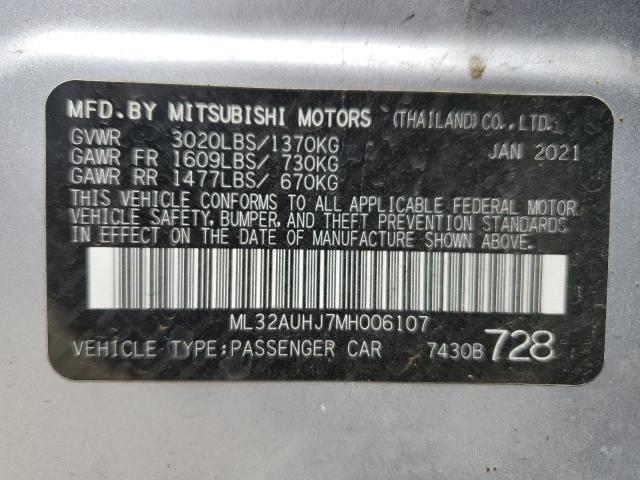 MFD.BY MITSUBISHI MOTORS (THAILAND) CO.,LTD.
GVWR 3020LBS/1370KG JAN 2021
GAWR FR 1609LBS/ 730KG
GAWR RR 1477LBS/ 670KG
THIS VEHICLE CONFORMS TO ALL APPLICABLE FEDERAL MOTOR
VEHICLE SAFETY, BUMPER, AND THEFT PREVENTION STANDARDS
IN EFFECT ON THE DATE OF MANUFACTURE SHOWN ABOVE.
ML32AUHJ7MH006107
VEHICLE TYPE:PASSENGER CAR 7430B 728